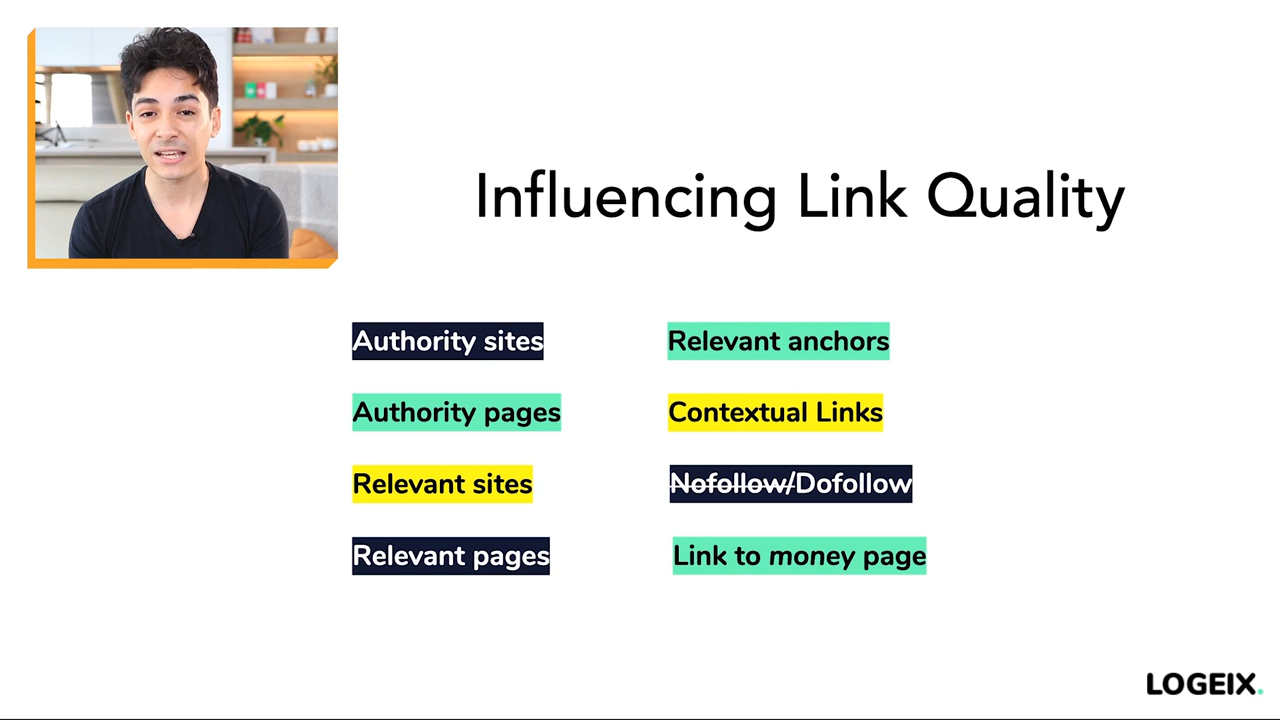 Influencing Link Quality
Authority sites
Authority pages
Relevant sites
Relevant pages
Relevant anchors
Contextual Links
Nofollow/Dofollow
Link to money page
LOGEIX.